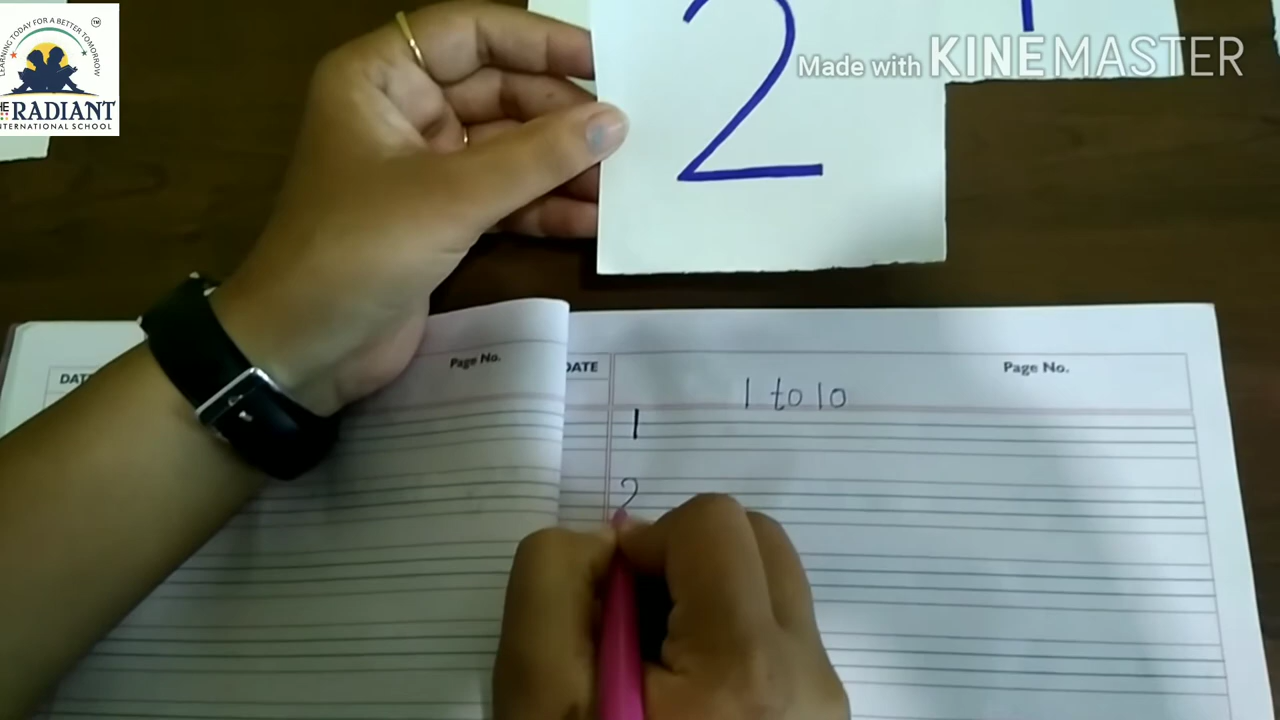 LEARNING TODAY FOR A BETTER TOMORROW
TM
RADIANT
INTERNATIONAL SCHOOL
2
Made with KINEMASTER
Page No.
DATE
Page No.
1 to 10
1
2